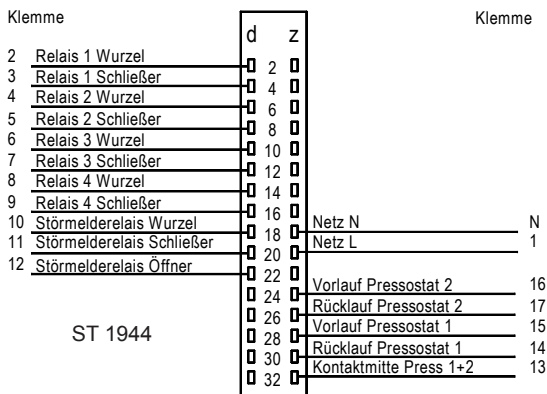 Klemme
Klemme
d z
2 Relais 1 Wurzel
2
3 Relais 1 Schließer
4
4 Relais 2 Wurzel
6
5 Relais 2 Schließer
8
6 Relais 3 Wurzel
10
7 Relais 3 Schließer
12
8 Relais 4 Wurzel
14
9 Relais 4 Schließer
16
10 Störmelderelais Wurzel
18 Netz N N
11 Störmelderelais Schließer
20 Netz L 1
12 Störmelderelais Öffner
22
24 Vorlauf Pressostat 2 16
26 Rücklauf Pressostat 2 17
28 Vorlauf Pressostat 1 15
ST 1944
30 Rücklauf Pressostat 1 14
32 Kontaktmitte Press 1+2 13